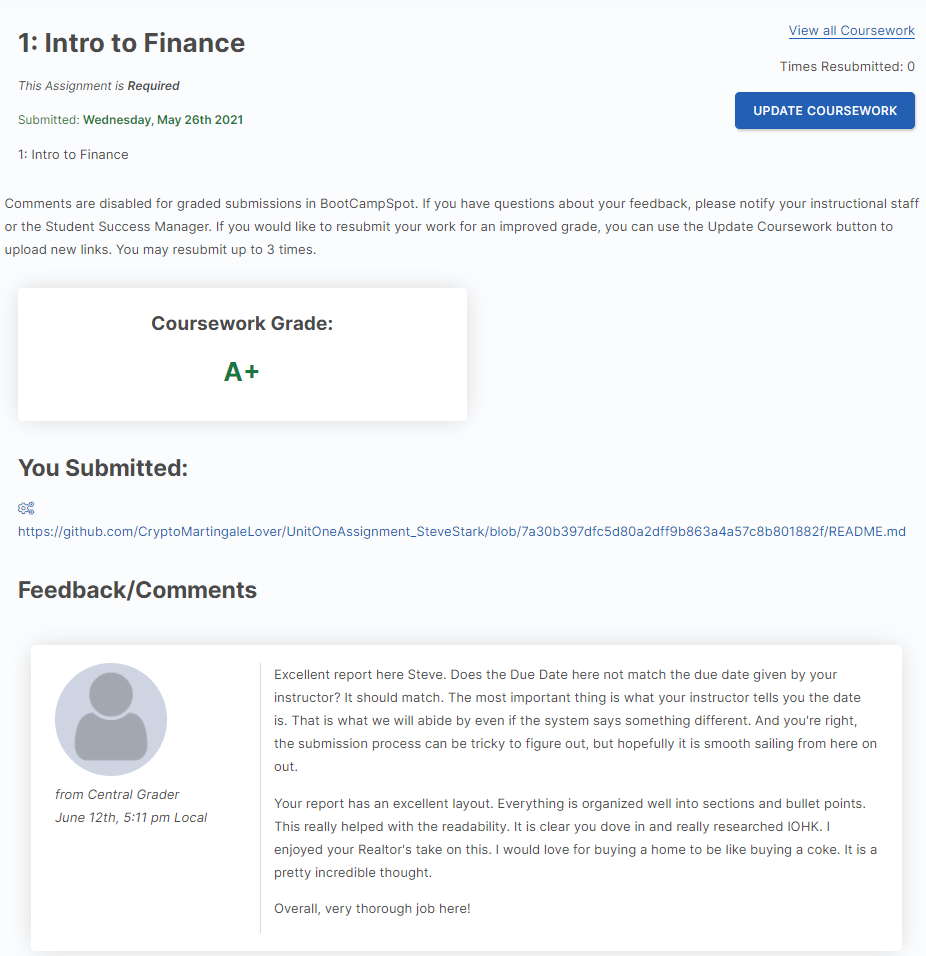 1: Intro to Finance
View all Coursework
Times Resubmitted: 0
This Assignment is Required
UPDATE COURSEWORK
Submitted: Wednesday, May 26th 2021
1: Intro to Finance
Comments are disabled for graded submissions in BootCampSpot. If you have questions about your feedback, please notify your instructional staff
or the Student Success Manager. If you would like to resubmit your work for an improved grade, you can use the Update Coursework button to
upload new links. You may resubmit up to 3 times.
Coursework Grade:
A+
You Submitted:
https://github.com/CryptoMartingaleLover/UnitOneAssignment_SteveStark/blob/7a30b397dfc5d80a2dff9b863a4a57c8b801882f/README.md
Feedback/Comments
from Central Grader
June 12th, 5:11 pm Local
Excellent report here Steve. Does the Due Date here not match the due date given by your
instructor? It should match. The most important thing is what your instructor tells you the date
is. That is what we will abide by even if the system says something different. And you're right,
the submission process can be tricky to figure out, but hopefully it is smooth sailing from here on
out.
Your report has an excellent layout. Everything is organized well into sections and bullet points.
This really helped with the readability. It is clear you dove in and really researched IOHK. I
enjoyed your Realtor's take on this. I would love for buying a home to be like buying a coke. It is a
pretty incredible thought.
Overall, very thorough job here!